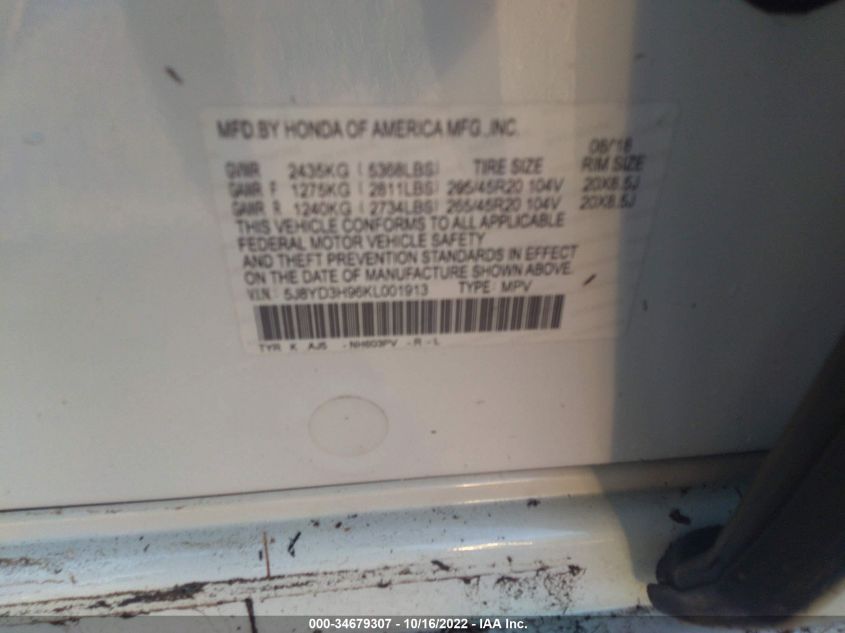 MFD.BY HONDA OF AMERICA MFG.,INC.
08/18
GVWR 2435KG ( 5368LBS) TIRE SIZE RIM SIZE
GAWR F 1275KG ( 2811LBS) 265/45R20 104V 20X8.5J
GAWR R 1240KG ( 2734LBS) 265/45R20 104V 20X8.5J
THIS VEHICLE CONFORMS TO ALL APPLICABLE
FEDERAL MOTOR VEHICLE SAFETY
AND THEFT PREVENTION STANDARDS IN EFFECT
ON THE DATE OF MANUFACTURE SHOWN ABOVE.
V.I.N.: 5J8YD3H96KL001913 TYPE: MPV
TYR K AJ5 -NH603PV -R-L
000-34679307 - 10/16/2022 - IAA Inc.